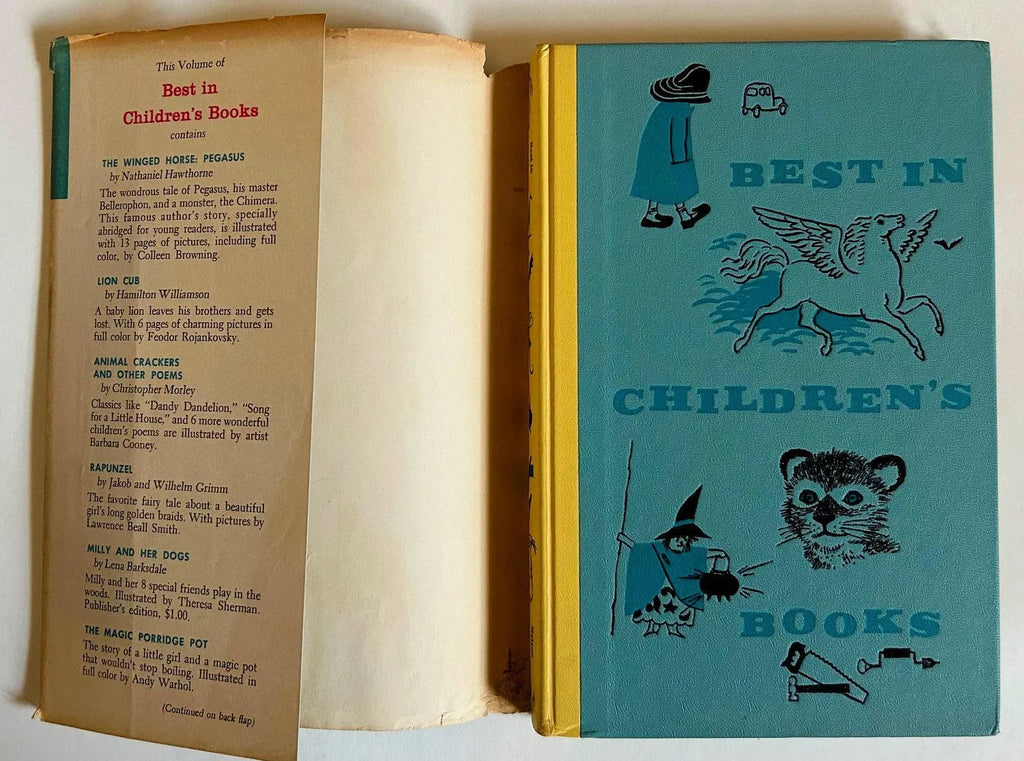 This Volume of
Best in
Children's Books
contains
THE WINGED HORSE: PEGASUS
by Nathaniel Hawthorne
The wondrous tale of Pegasus, his master
Bellerophon, and a monster, the Chimera.
This famous author's story, specially
abridged for young readers, is illustrated
with 13 pages of pictures, including full
color, by Colleen Browning.
LION CUB
by Hamilton Williamson
A baby lion leaves his brothers and gets
lost. With 6 pages of charming pictures in
full color by Feodor Rojankovsky.
ANIMAL CRACKERS
AND OTHER POEMS
by Christopher Morley
Classics like "Dandy Dandelion," "Song
for a Little House," and 6 more wonderful
children's poems are illustrated by artist
Barbara Cooney.
RAPUNZEL
by Jakob and Wilhelm Grimm
The favorite fairy tale about a beautiful
girl's long golden braids. With pictures by
Lawrence Beall Smith.
MILLY AND HER DOGS
by Lena Barksdale
Milly and her 8 special friends play in the
woods. Illustrated by Theresa Sherman.
Publisher's edition, $1.00.
THE MAGIC PORRIDGE POT
The story of a little girl and a magic pot
that wouldn't stop boiling. Illustrated in
full color by Andy Warhol.
(Continued on back flap)
BEST IN
CHILDREN'S
BOOKS